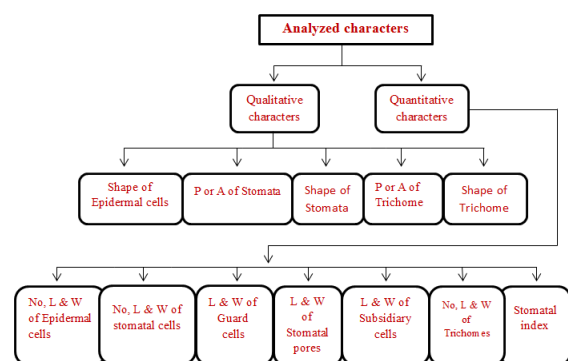 Analyzed characters
Qualitative
characters
Quantitative
characters
Shape of
Epidermal cells
P or A of Stomata
Shape of
Stomata
P or A of
Trichome
Shape of
Trichome
No, L & W
of Epidermal
cells
No, L & W of
stomatal cells
L & W of
Guard
cells
L & W
of
Stomatal
pores
L & W of
Subsidiary
cells
No, L & W
of
Trichomes
Stomatal
index